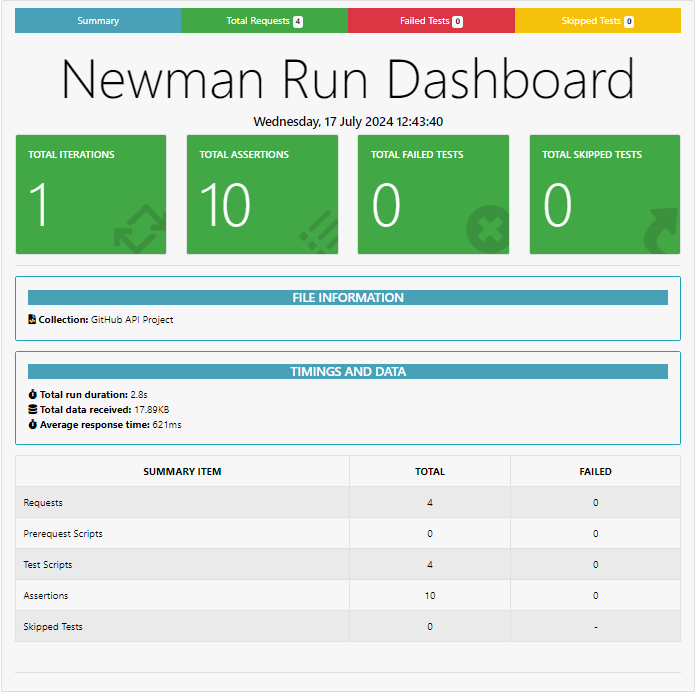 Summary Total Requests 4 Failed Tests 0 Skipped Tests 0
Newman Run Dashboard
Wednesday, 17 July 2024 12:43:40
TOTAL ITERATIONS TOTAL ASSERTIONS TOTAL FAILED TESTS TOTAL SKIPPED TESTS
1 10 0 0
FILE INFORMATION
Collection: GitHub API Project
TIMINGS AND DATA
Total run duration: 2.8s
Total data received: 17.89KB
Average response time: 621ms
SUMMARY ITEM TOTAL FAILED
Requests 4 0
Prerequest Scripts 0 0
Test Scripts 4 0
Assertions 10 0
Skipped Tests 0 -